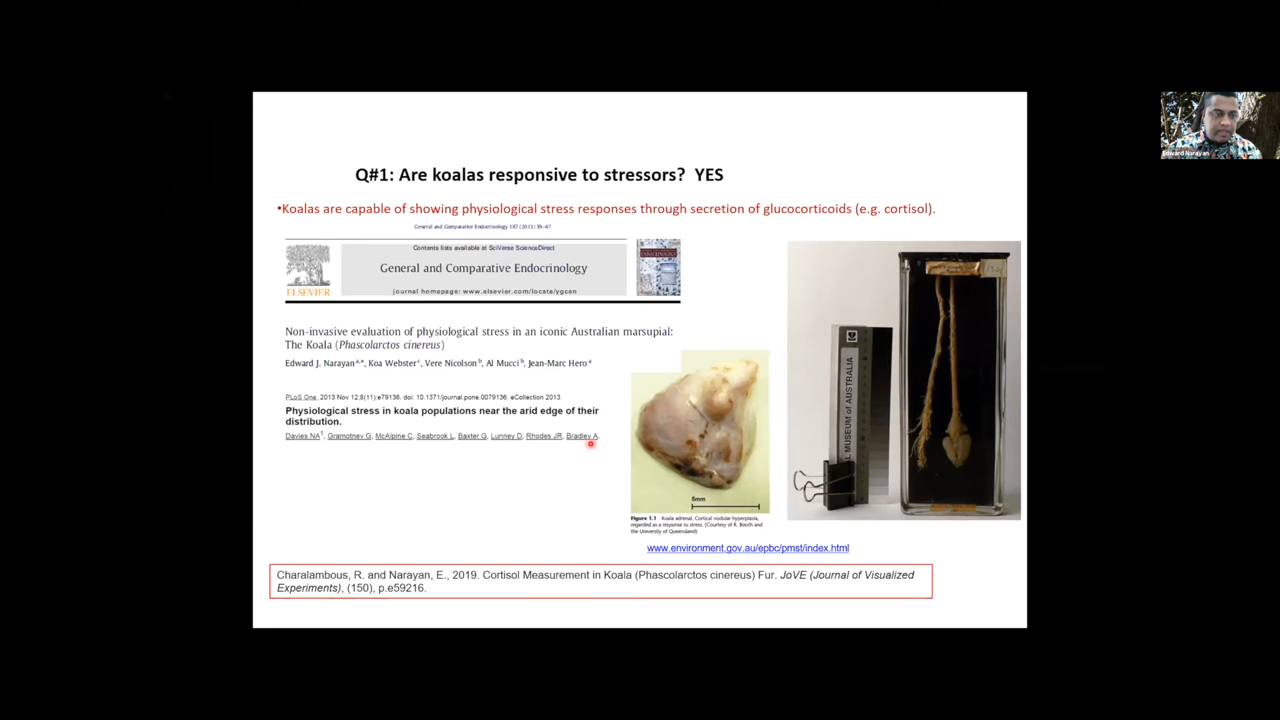 Q#1: Are koalas responsive to stressors? YES
•Koalas are capable of showing physiological stress responses through secretion of glucocorticoids (e.g. cortisol).
General and Comparative Endocrinology 187 (2013) 39–47
Contents lists available at SciVerse ScienceDirect
General and Comparative Endocrinology
journal homepage: www.elsevier.com/locate/ygcen
ELSEVIER
Non-invasive evaluation of physiological stress in an iconic Australian marsupial:
The Koala (Phascolarctos cinereus)
Edward J. Narayan a,*, Koa Webster c, Vere Nicolson b, Al Mucci b, Jean-Marc Hero a
PLoS One. 2013 Nov 12;8(11):e79136. doi: 10.1371/journal.pone.0079136. eCollection 2013.
Physiological stress in koala populations near the arid edge of their
distribution.
Davies NA1, Gramotnev G, McAlpine C, Seabrook L, Baxter G, Lunney D, Rhodes JR, Bradley A.
5mm
Figure 1.1 Koala adrenal, Cortical nodular hyperplasia,
regarded as a response to stress. (Courtesy of R. Booth and
the University of Queensland)
L MUSEUM of AUSTRALIA
www.environment.gov.au/epbc/pmst/index.html
Charalambous, R. and Narayan, E., 2019. Cortisol Measurement in Koala (Phascolarctos cinereus) Fur. JoVE (Journal of Visualized
Experiments), (150), p.e59216.
Edward Narayan